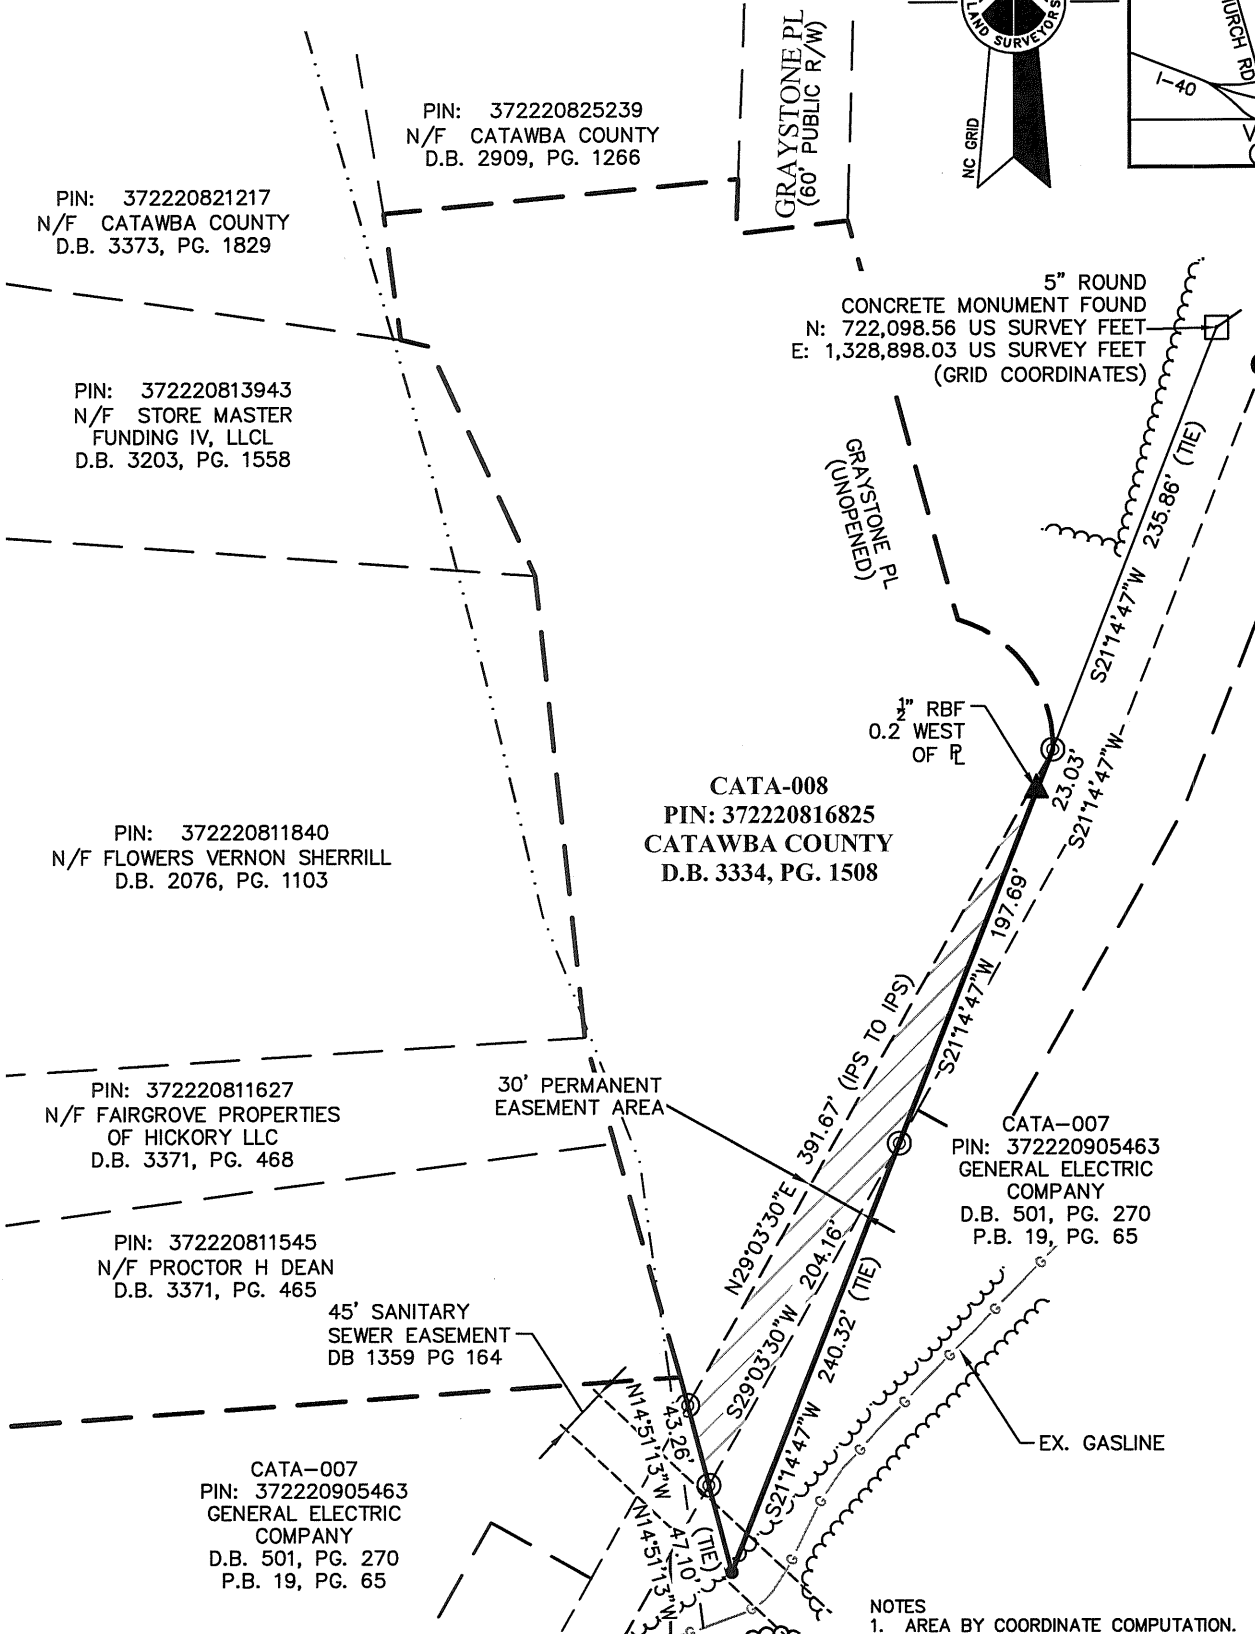 LAND SURVEYORS
NC GRID
I-40
GRAYSTONE PL
(60' PUBLIC R/W)
PIN: 372220825239
N/F CATAWBA COUNTY
D.B. 2909, PG. 1266
PIN: 372220821217
N/F CATAWBA COUNTY
D.B. 3373, PG. 1829
5" ROUND
CONCRETE MONUMENT FOUND
N: 722,098.56 US SURVEY FEET
E: 1,328,898.03 US SURVEY FEET
(GRID COORDINATES)
PIN: 372220813943
N/F STORE MASTER
FUNDING IV, LLCL
D.B. 3203, PG. 1558
GRAYSTONE PL
(UNOPENED)
S21°14'47"W 235.86' (TIE)
1/2" RBF
0.2' WEST
OF PL
23.03'
S21°14'47"W
CATA-008
PIN: 372220816825
CATAWBA COUNTY
D.B. 3334, PG. 1508
PIN: 372220811840
N/F FLOWERS VERNON SHERRILL
D.B. 2076, PG. 1103
S21°14'47"W 197.69'
N29°03'30"E 391.67' (IPS TO IPS)
30' PERMANENT
EASEMENT AREA
PIN: 372220811627
N/F FAIRGROVE PROPERTIES
OF HICKORY LLC
D.B. 3371, PG. 468
CATA-007
PIN: 372220905463
GENERAL ELECTRIC
COMPANY
D.B. 501, PG. 270
P.B. 19, PG. 65
PIN: 372220811545
N/F PROCTOR H DEAN
D.B. 3371, PG. 465
S29°03'30"W 204.16'
S21°14'47"W 240.32' (TIE)
45' SANITARY
SEWER EASEMENT
DB 1359 PG 164
N14°51'13"W
43.26'
N14°51'13"W
47.10'
(TIE)
G
G
G
G
G
G
G
G
G
EX. GASLINE
CATA-007
PIN: 372220905463
GENERAL ELECTRIC
COMPANY
D.B. 501, PG. 270
P.B. 19, PG. 65
NOTES
1. AREA BY COORDINATE COMPUTATION.